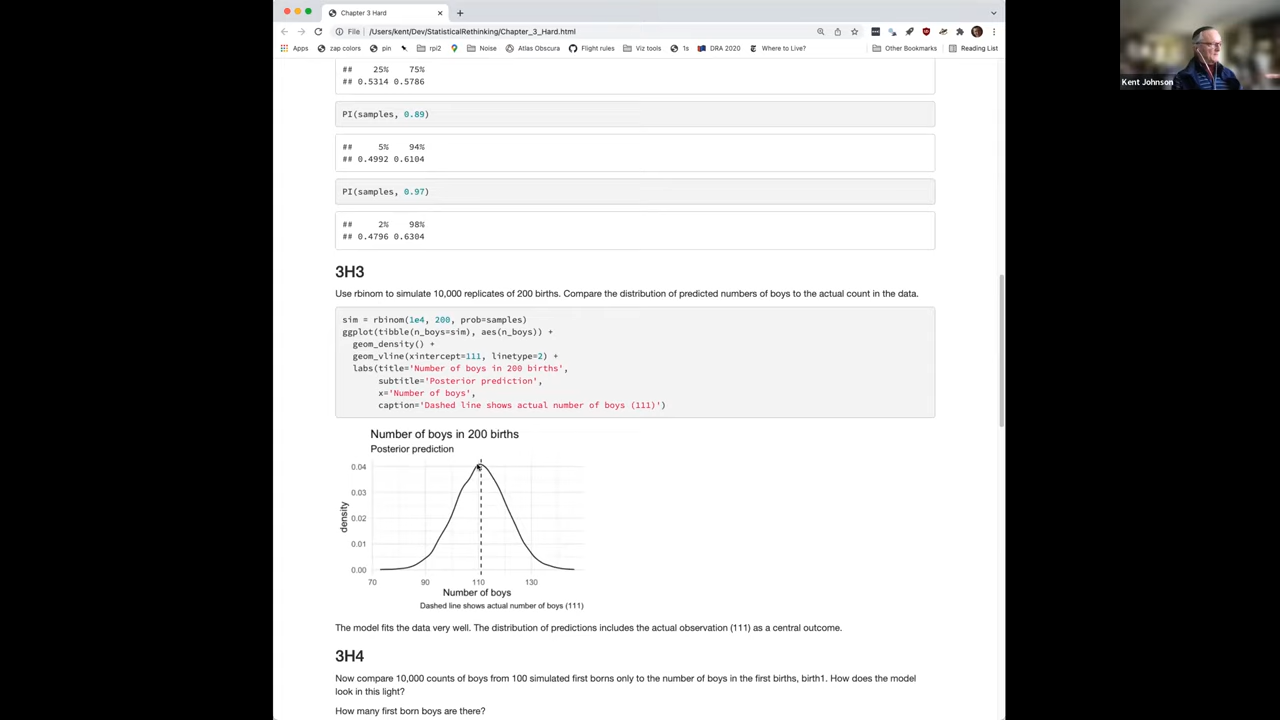 Chapter 3 Hard
File /Users/kent/Dev/StatisticalRethinking/Chapter_3_Hard.html
Apps zap colors pin rpi2 Noise Atlas Obscura Flight rules Viz tools 1s DRA 2020 Where to Live? Other Bookmarks Reading List
Kent Johnson
## 25% 75%
## 0.5314 0.5786
PI(samples, 0.89)
## 5% 94%
## 0.4992 0.6104
PI(samples, 0.97)
## 2% 98%
## 0.4796 0.6304
3H3
Use rbinom to simulate 10,000 replicates of 200 births. Compare the distribution of predicted numbers of boys to the actual count in the data.
sim = rbinom(1e4, 200, prob=samples)
ggplot(tibble(n_boys=sim), aes(n_boys)) +
geom_density() +
geom_vline(xintercept=111, linetype=2) +
labs(title='Number of boys in 200 births',
subtitle='Posterior prediction',
x='Number of boys',
caption='Dashed line shows actual number of boys (111)')
Number of boys in 200 births
Posterior prediction
0.04
0.03
0.02
0.01
0.00
density
70 90 110 130
Number of boys
Dashed line shows actual number of boys (111)
The model fits the data very well. The distribution of predictions includes the actual observation (111) as a central outcome.
3H4
Now compare 10,000 counts of boys from 100 simulated first borns only to the number of boys in the first births, birth1. How does the model
look in this light?
How many first born boys are there?